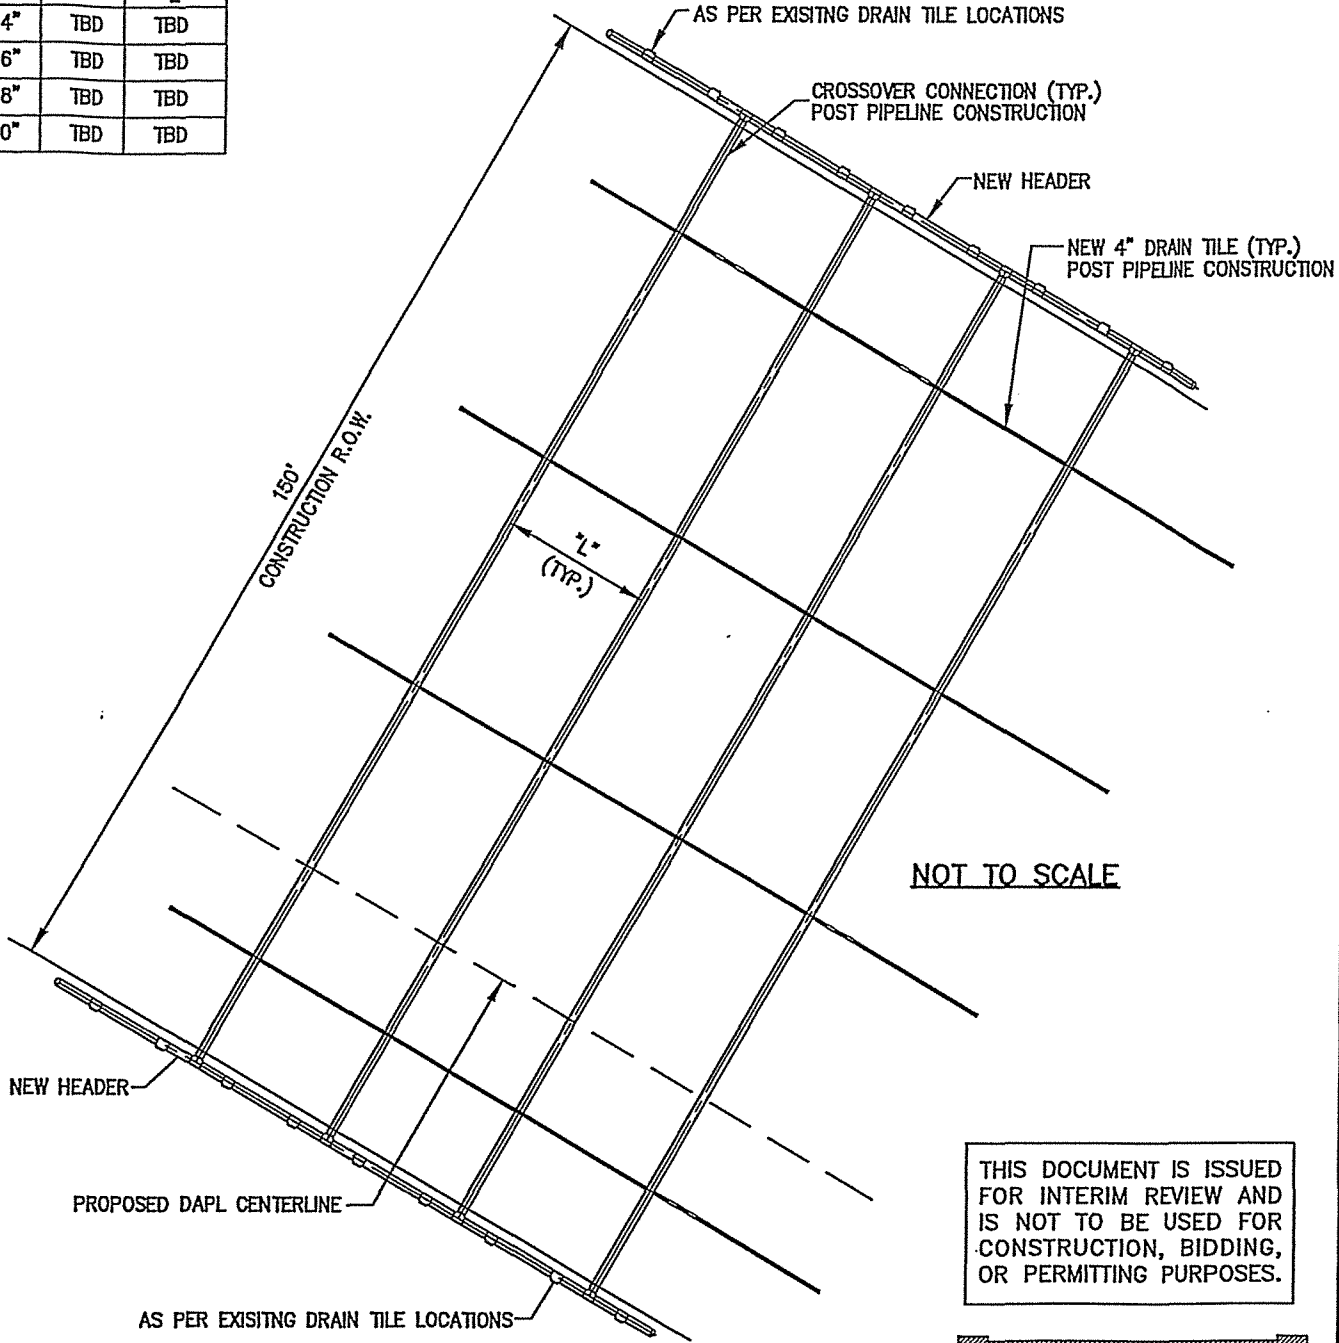 4" TBD TBD
6" TBD TBD
8" TBD TBD
0" TBD TBD
AS PER EXISITNG DRAIN TILE LOCATIONS
CROSSOVER CONNECTION (TYP.)
POST PIPELINE CONSTRUCTION
NEW HEADER
NEW 4" DRAIN TILE (TYP.)
POST PIPELINE CONSTRUCTION
150'
CONSTRUCTION R.O.W.
"L"
(TYP.)
NOT TO SCALE
NEW HEADER
PROPOSED DAPL CENTERLINE
AS PER EXISITNG DRAIN TILE LOCATIONS
THIS DOCUMENT IS ISSUED
FOR INTERIM REVIEW AND
IS NOT TO BE USED FOR
CONSTRUCTION, BIDDING,
OR PERMITTING PURPOSES.